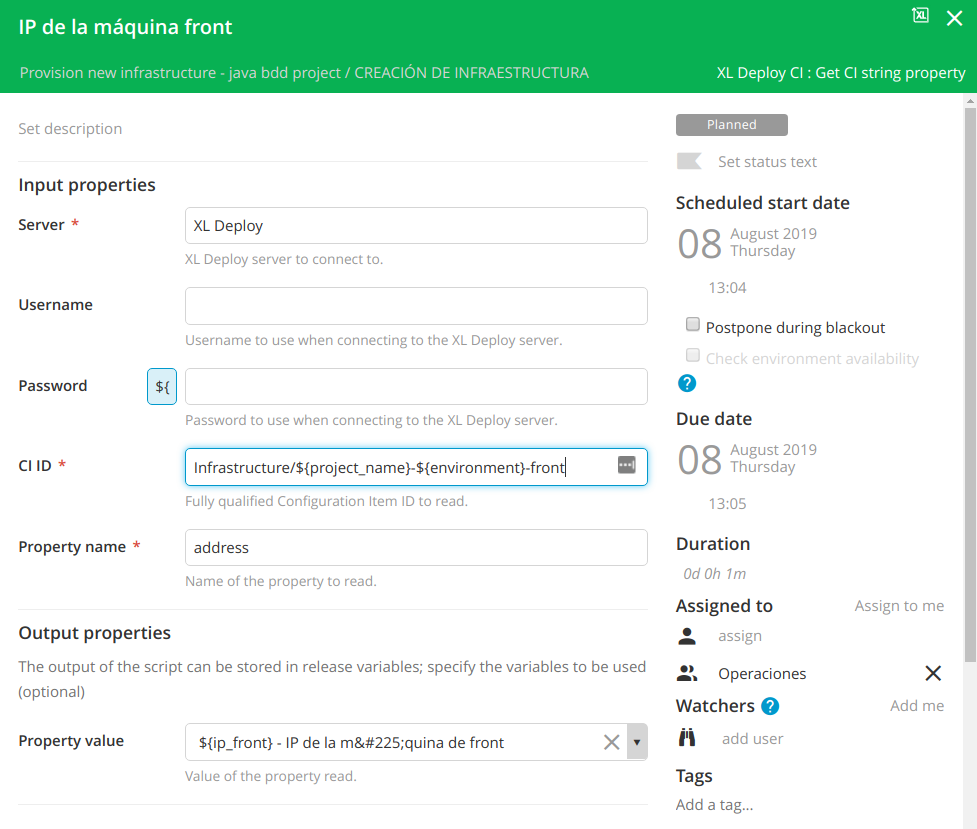 IP de la máquina front
XL
Provision new infrastructure - java bdd project / CREACIÓN DE INFRAESTRUCTURA
XL Deploy CI : Get CI string property
Set description
Input properties
Server *
XL Deploy
XL Deploy server to connect to.
Username
Username to use when connecting to the XL Deploy server.
Password
${
Password to use when connecting to the XL Deploy server.
CI ID *
Infrastructure/${project_name}-${environment}-front
Fully qualified Configuration Item ID to read.
Property name *
address
Name of the property to read.
Output properties
The output of the script can be stored in release variables; specify the variables to be used
(optional)
Property value
${ip_front} - IP de la m&#225;quina de front
Value of the property read.
Planned
Set status text
Scheduled start date
08
August 2019
Thursday
13:04
Postpone during blackout
Check environment availability
?
Due date
08
August 2019
Thursday
13:05
Duration
0d 0h 1m
Assigned to
Assign to me
assign
Operaciones
Watchers ?
Add me
add user
Tags
Add a tag...